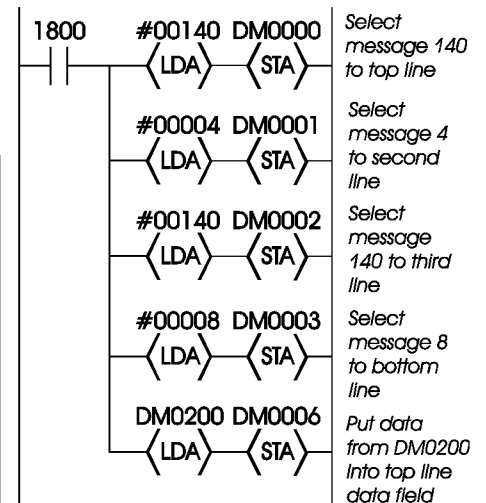 1800
#00140 DM0000
LDA STA
Select
message 140
to top line
#00004 DM0001
LDA STA
Select
message 4
to second
line
#00140 DM0002
LDA STA
Select
message
140 to third
line
#00008 DM0003
LDA STA
Select
message 8
to bottom
line
DM0200 DM0006
LDA STA
Put data
from DM0200
into top line
data field